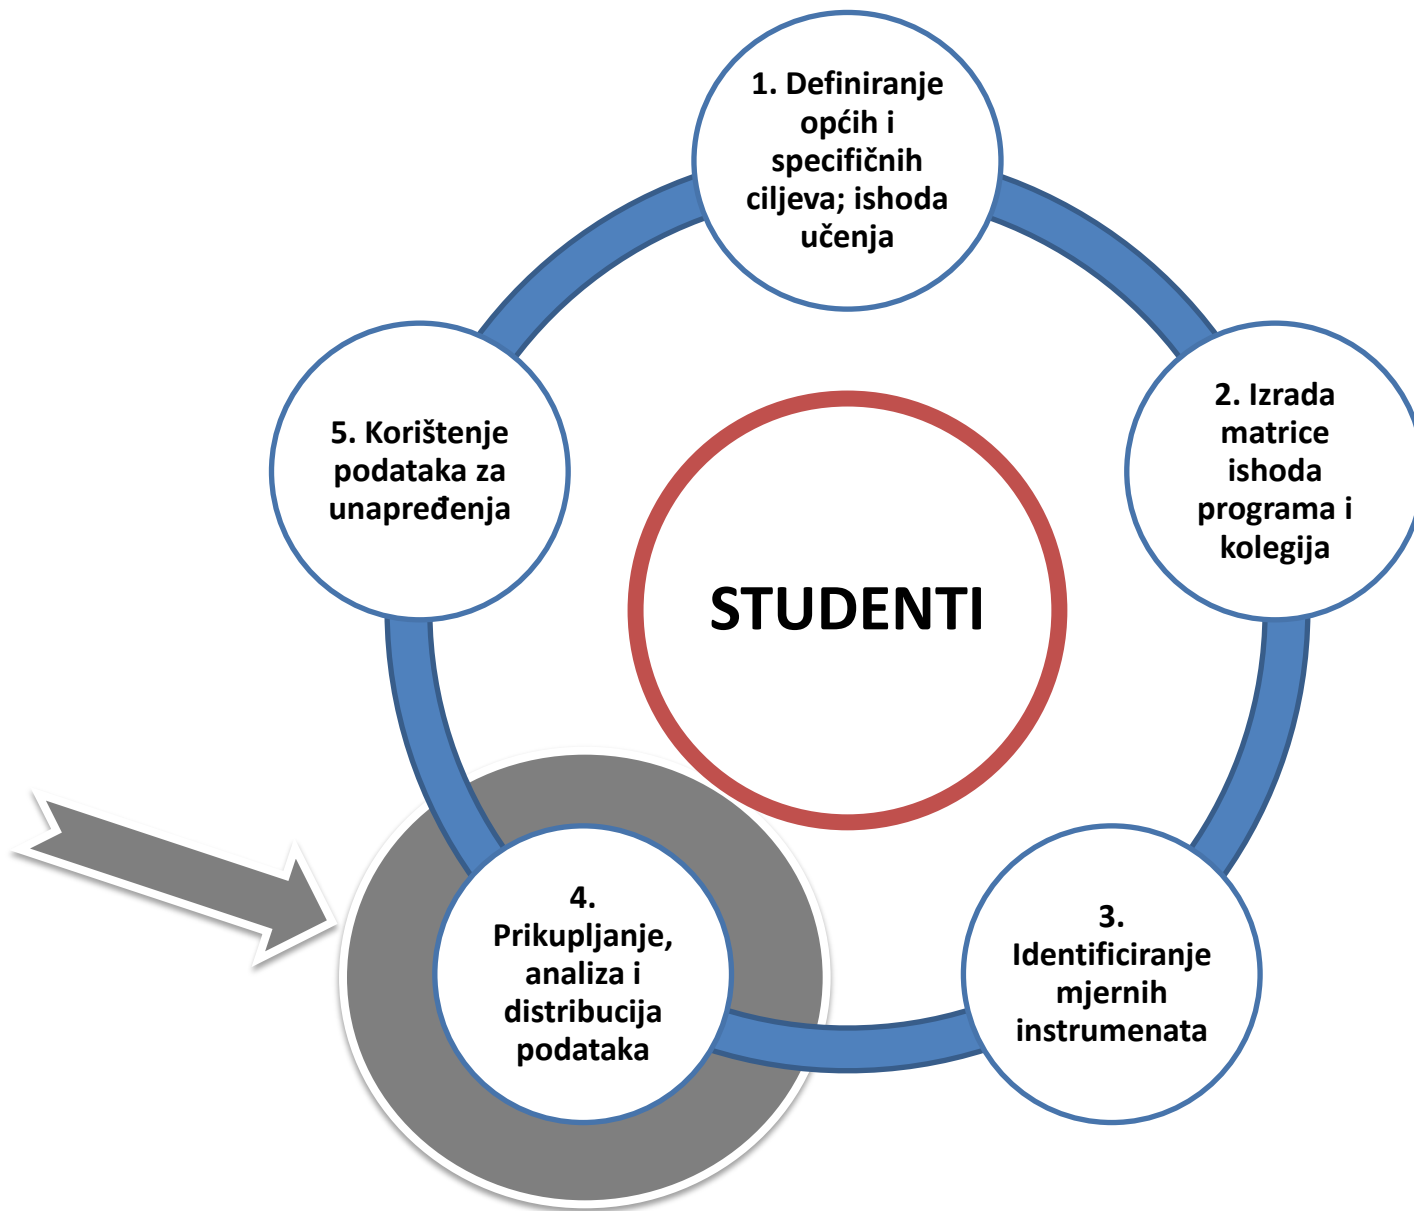 1. Definiranje
općih i
specifičnih
ciljeva; ishoda
učenja
2. Izrada
matrice
ishoda
programa i
kolegija
3.
Identificiranje
mjernih
instrumenata
4.
Prikupljanje,
analiza i
distribucija
podataka
5. Korištenje
podataka za
unapređenja
STUDENTI